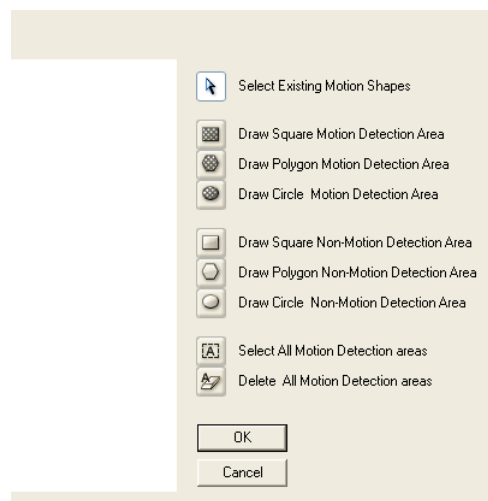 Select Existing Motion Shapes
Draw Square Motion Detection Area
Draw Polygon Motion Detection Area
Draw Circle Motion Detection Area
Draw Square Non-Motion Detection Area
Draw Polygon Non-Motion Detection Area
Draw Circle Non-Motion Detection Area
[A] Select All Motion Detection areas
A Delete All Motion Detection areas
OK
Cancel